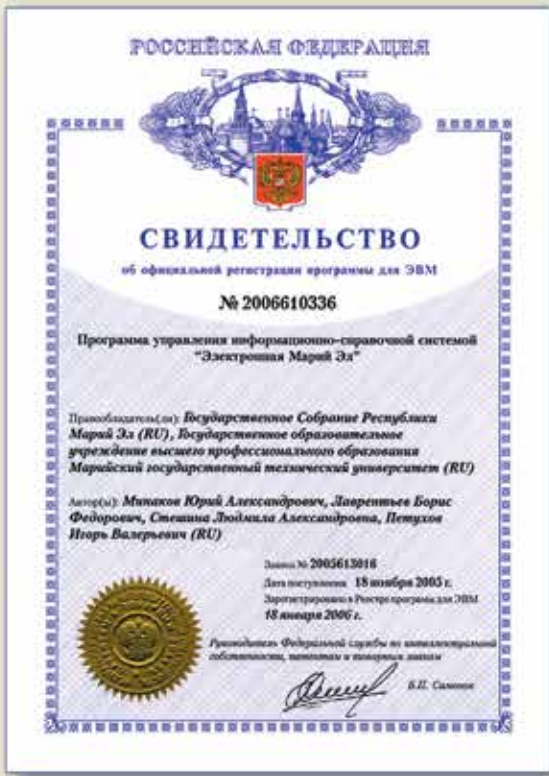 РОССИЙСКАЯ ФЕДЕРАЦИЯ
СВИДЕТЕЛЬСТВО
об официальной регистрации программы для ЭВМ
№ 2006610336
Программа управления информационно-справочной системой
"Электронная Марий Эл"
Правообладатель(ли): Государственное Собрание Республики
Марий Эл (RU), Государственное образовательное
учреждение высшего профессионального образования
Марийский государственный технический университет (RU)
Автор(ы): Минаков Юрий Александрович, Лаврентьев Борис
Федорович, Стешина Людмила Александровна, Петухов
Игорь Валерьевич (RU)
Заявка № 2005613016
Дата поступления 18 ноября 2005 г.
Зарегистрировано в Реестре программ для ЭВМ
18 января 2006 г.
Руководитель Федеральной службы по интеллектуальной
собственности, патентам и товарным знакам
Б.П. Симонов